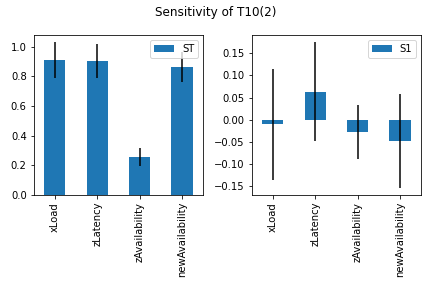 Sensitivity of T10(2)
ST
1.0
0.8
0.6
0.4
0.2
0.0
xLoad
zLatency
zAvailability
newAvailability
S1
0.15
0.10
0.05
0.00
−0.05
−0.10
−0.15
xLoad
zLatency
zAvailability
newAvailability